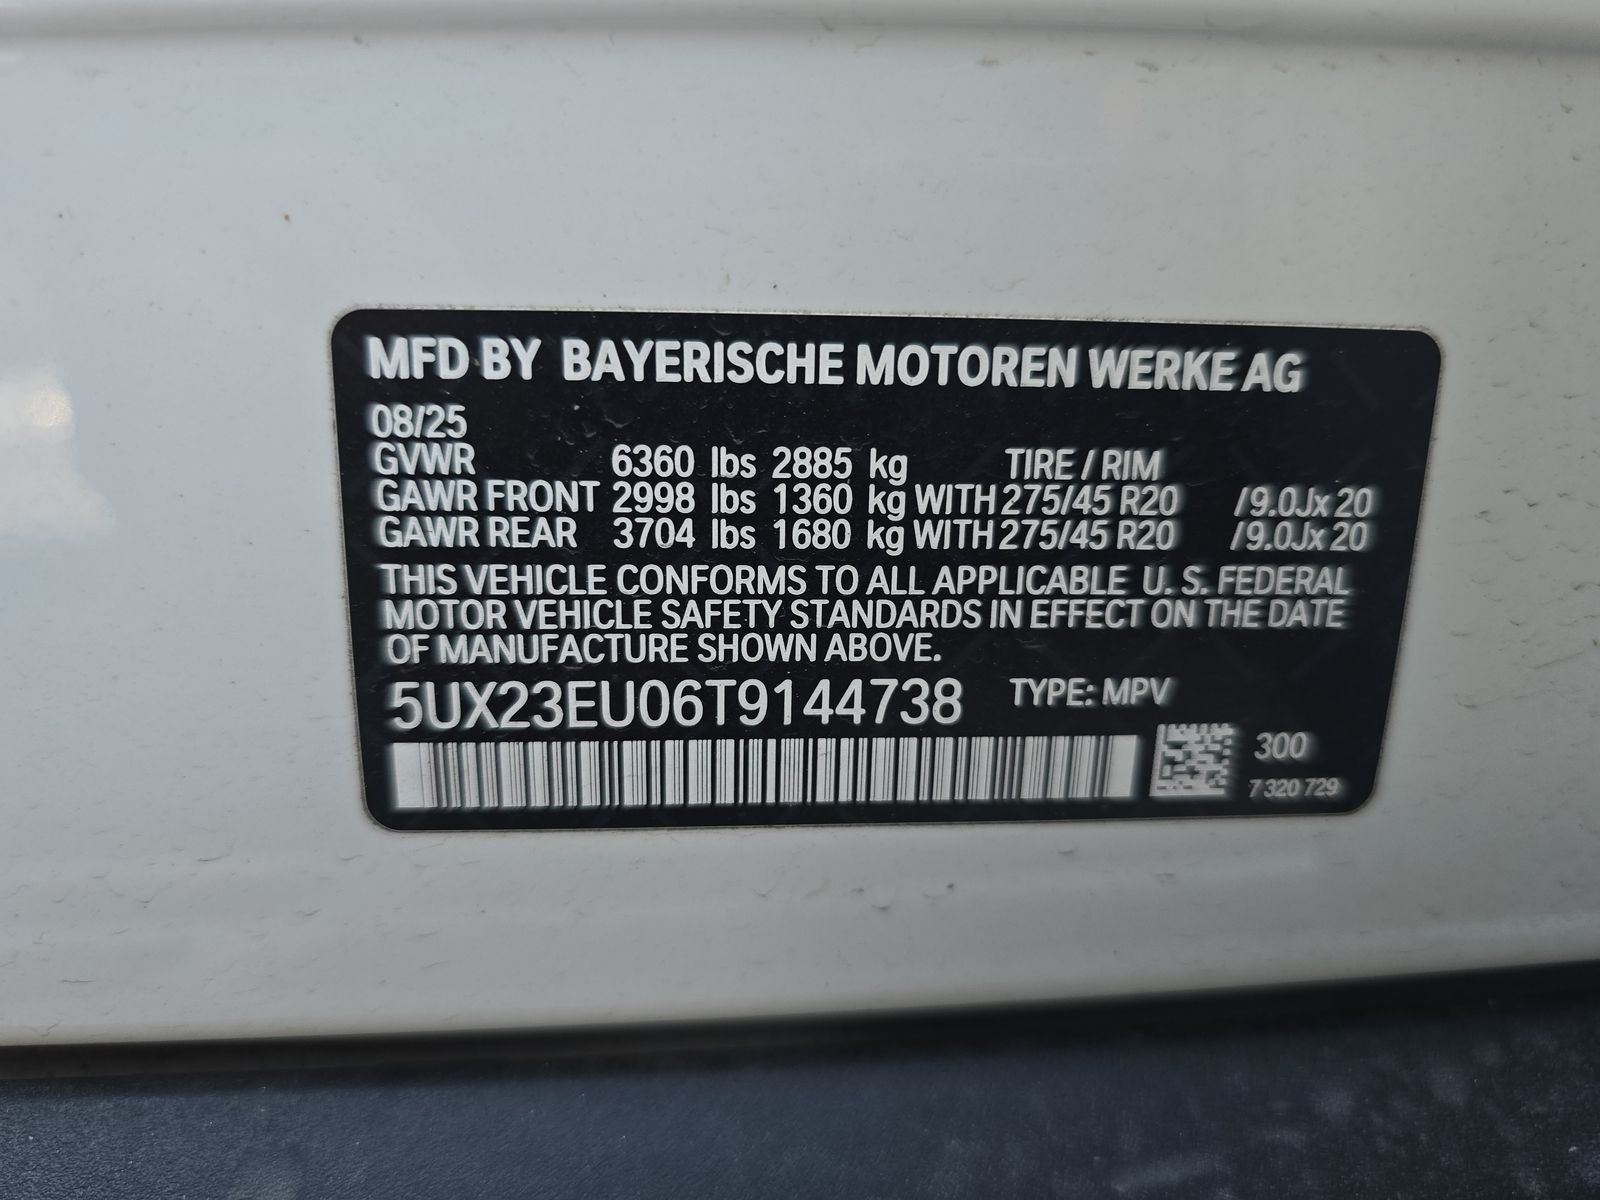 MFD BY BAYERISCHE MOTOREN WERKE AG
08/25
GVWR 6360 lbs 2885 kg TIRE / RIM
GAWR FRONT 2998 lbs 1360 kg WITH 275/45 R20 /9.0Jx 20
GAWR REAR 3704 lbs 1680 kg WITH 275/45 R20 /9.0Jx 20
THIS VEHICLE CONFORMS TO ALL APPLICABLE U. S. FEDERAL
MOTOR VEHICLE SAFETY STANDARDS IN EFFECT ON THE DATE
OF MANUFACTURE SHOWN ABOVE.
5UX23EU06T9144738 TYPE: MPV
300
7 320 729